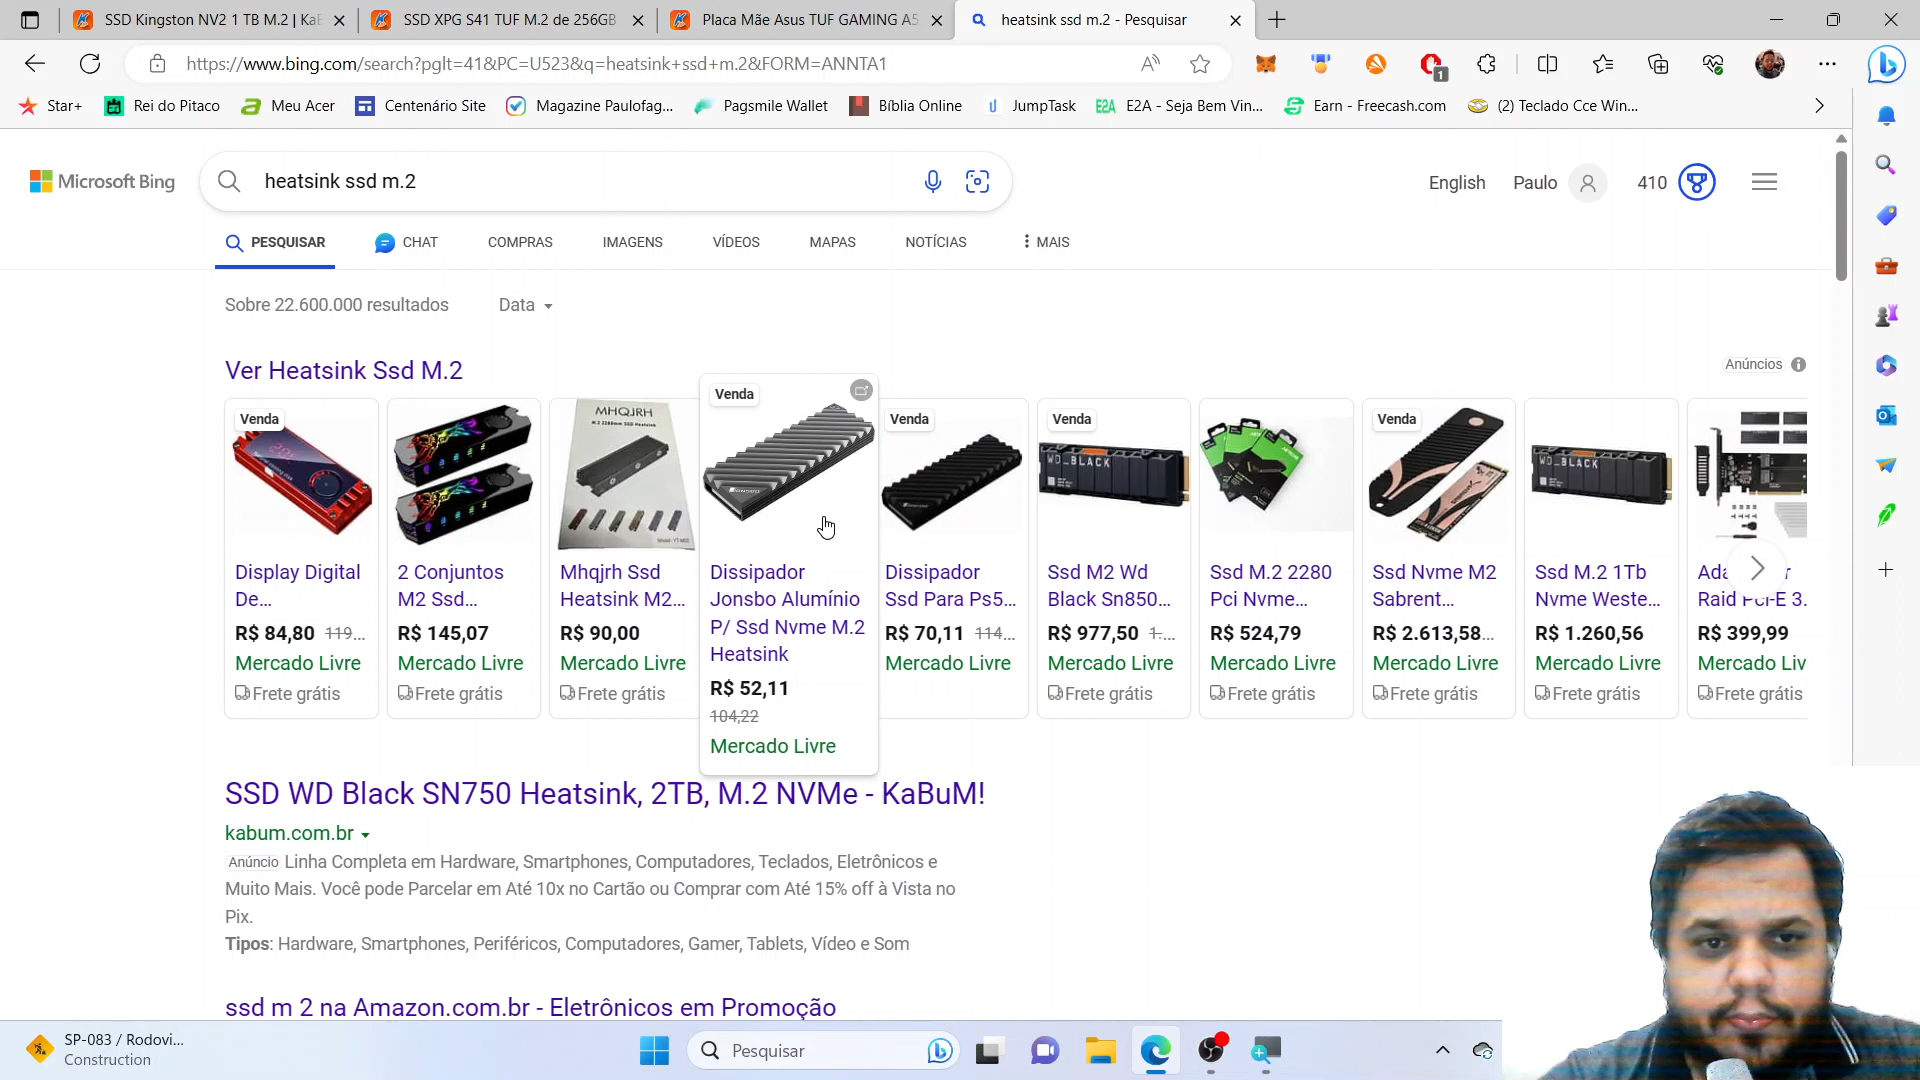 SSD Kingston NV2 1 TB M.2 | KaB
SSD XPG S41 TUF M.2 de 256GB
Placa Mãe Asus TUF GAMING A5
heatsink ssd m.2 - Pesquisar
https://www.bing.com/search?pglt=41&PC=U523&q=heatsink+ssd+m.2&FORM=ANNTA1
1
Star+
Rei do Pitaco
Meu Acer
Centenário Site
Magazine Paulofag...
Pagsmile Wallet
Bíblia Online
JumpTask
E2A - Seja Bem Vin...
Earn - Freecash.com
(2) Teclado Cce Win...
Microsoft Bing
heatsink ssd m.2
English
Paulo
410
PESQUISAR
CHAT
COMPRAS
IMAGENS
VÍDEOS
MAPAS
NOTÍCIAS
MAIS
Sobre 22.600.000 resultados
Data
Ver Heatsink Ssd M.2
Anúncios
Venda
Display Digital
De...
R$ 84,80 119...
Mercado Livre
Frete grátis
2 Conjuntos
M2 Ssd...
R$ 145,07
Mercado Livre
Frete grátis
MHQJRH
M.2 2280mm SSD Heatsink
Mhqjrh Ssd
Heatsink M2...
R$ 90,00
Mercado Livre
Frete grátis
Venda
JONSBO
Dissipador
Jonsbo Alumínio
P/ Ssd Nvme M.2
Heatsink
R$ 52,11
104,22
Mercado Livre
Venda
Dissipador
Ssd Para Ps5...
R$ 70,11 114...
Mercado Livre
Venda
WD_BLACK
Ssd M2 Wd
Black Sn850...
R$ 977,50 1....
Mercado Livre
Frete grátis
Ssd M.2 2280
Pci Nvme...
R$ 524,79
Mercado Livre
Frete grátis
Venda
Ssd Nvme M2
Sabrent...
R$ 2.613,58...
Mercado Livre
Frete grátis
WD_BLACK
Ssd M.2 1Tb
Nvme Weste...
R$ 1.260,56
Mercado Livre
Frete grátis
Raid Pci-E 3.
R$ 399,99
Mercado Liv
Frete grátis
SSD WD Black SN750 Heatsink, 2TB, M.2 NVMe - KaBuM!
kabum.com.br
Anúncio Linha Completa em Hardware, Smartphones, Computadores, Teclados, Eletrônicos e
Muito Mais. Você pode Parcelar em Até 10x no Cartão ou Comprar com Até 15% off à Vista no
Pix.
Tipos: Hardware, Smartphones, Periféricos, Computadores, Gamer, Tablets, Vídeo e Som
ssd m 2 na Amazon.com.br - Eletrônicos em Promoção
SP-083 / Rodovi...
Construction
Pesquisar